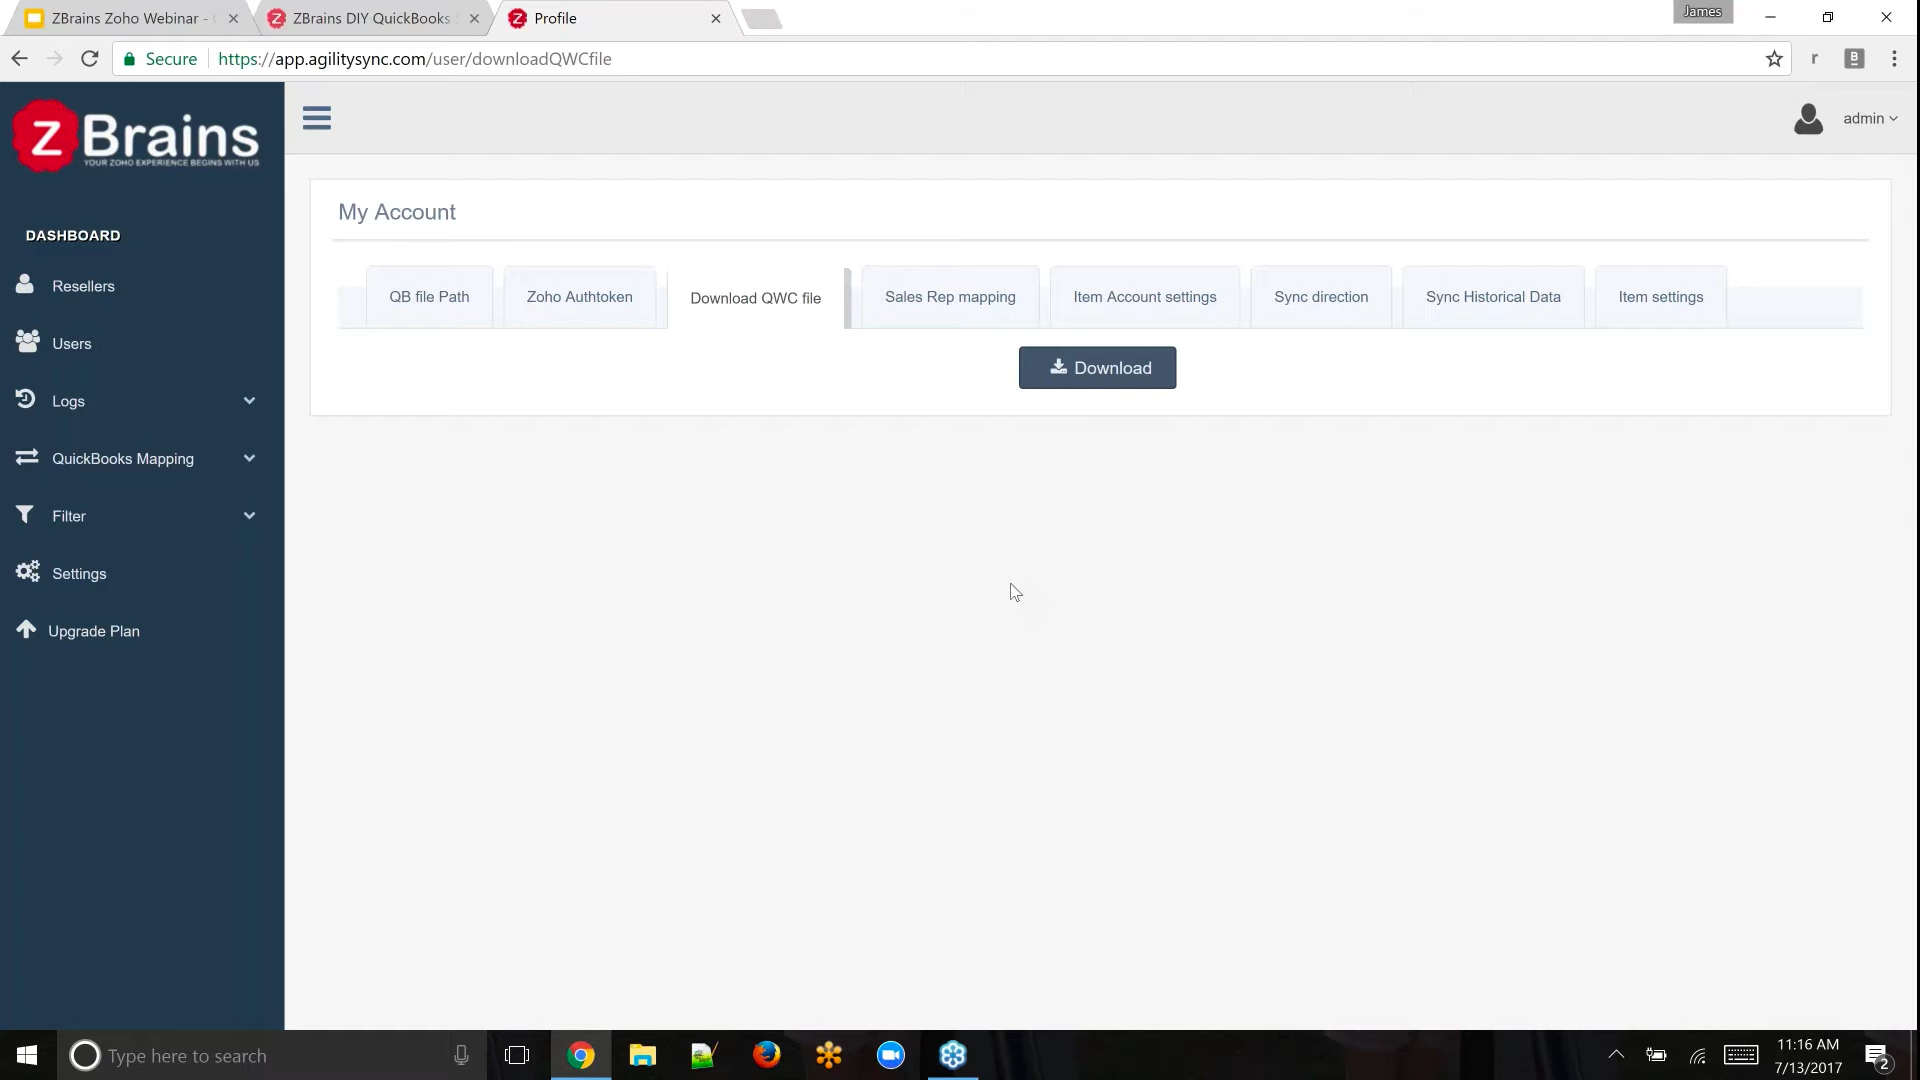 ZBrains Zoho Webinar -
ZBrains DIY QuickBooks
Profile
James
Secure
https://app.agilitysync.com/user/downloadQWCfile
Z Brains
YOUR ZOHO EXPERIENCE BEGINS WITH US
admin
My Account
DASHBOARD
Resellers
Users
Logs
QuickBooks Mapping
Filter
Settings
Upgrade Plan
QB file Path
Zoho Authtoken
Download QWC file
Sales Rep mapping
Item Account settings
Sync direction
Sync Historical Data
Item settings
Download
Type here to search
11:16 AM
7/13/2017
2